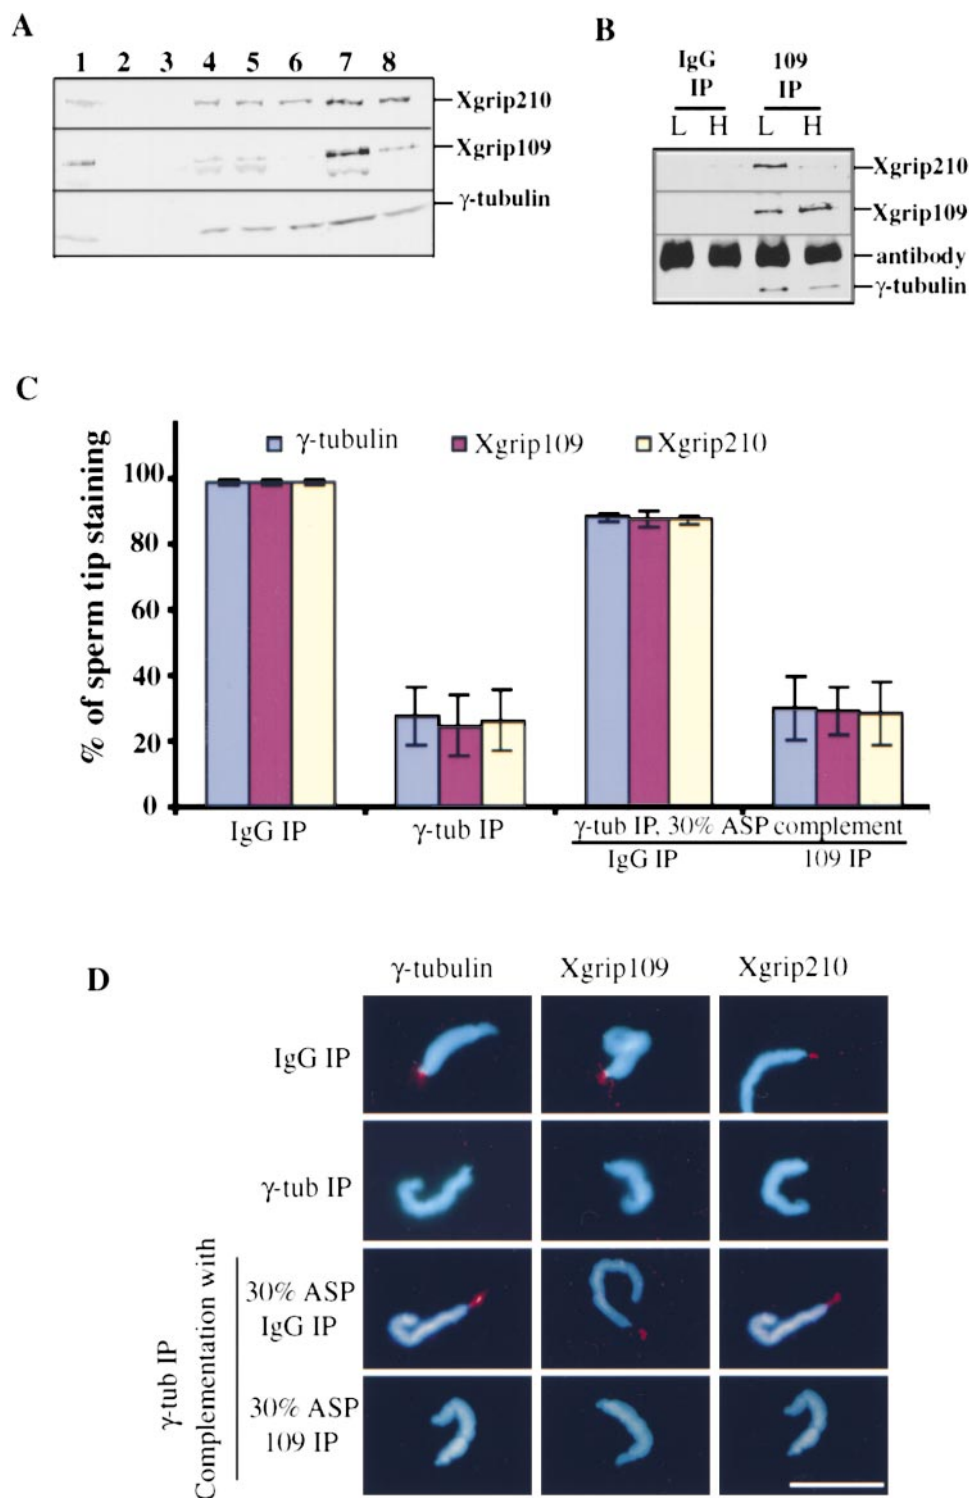 A
1 2 3 4 5 6 7 8
Xgrip210
Xgrip109
γ-tubulin
B
IgG IP 109 IP
L H L H
Xgrip210
Xgrip109
antibody
γ-tubulin
C
% of sperm tip staining
γ-tubulin Xgrip109 Xgrip210
100
80
60
40
20
0
IgG IP γ-tub IP γ-tub IP, 30% ASP complement
IgG IP 109 IP
D
γ-tubulin Xgrip109 Xgrip210
IgG IP
γ-tub IP
γ-tub IP
Complementation with
30% ASP
IgG IP
30% ASP
109 IP